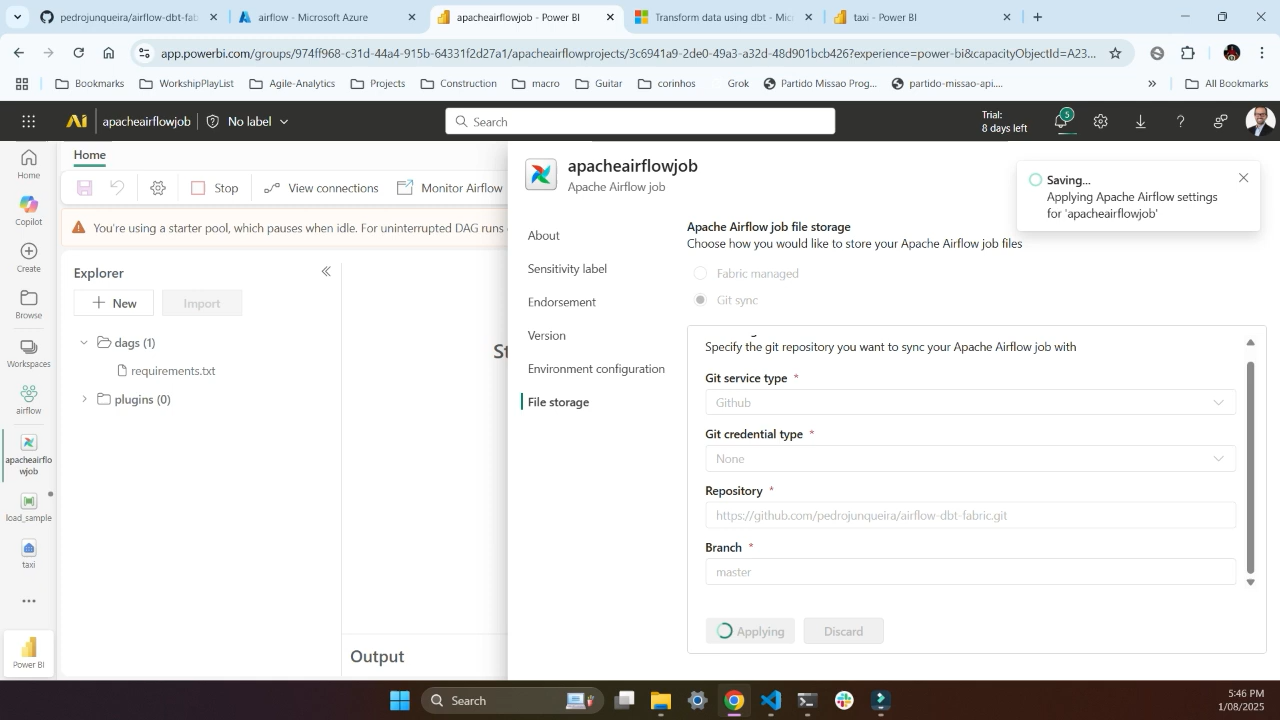 pedrojunqueira/airflow-dbt-fab
airflow - Microsoft Azure
apacheairflowjob - Power BI
Transform data using dbt - Mic
taxi - Power BI
app.powerbi.com/groups/974ff968-c31d-44a4-915b-64331f2d27a1/apacheairflowprojects/3c6941a9-2de0-49a3-a32d-48d901bcb426?experience=power-bi&capacityObjectId=A23...
Bookmarks
WorkshipPlayList
Agile-Analytics
Projects
Construction
macro
Guitar
corinhos
Grok
Partido Missao Prog...
partido-missao-api....
All Bookmarks
apacheairflowjob
No label
Search
Trial:
8 days left
5
Home
Copilot
Create
Browse
Workspaces
airflow
apacheairflo
wjob
load_sample
taxi
Power BI
Home
Stop
View connections
Monitor Airflow
You're using a starter pool, which pauses when idle. For uninterrupted DAG runs
Explorer
New
Import
dags (1)
requirements.txt
plugins (0)
St
Output
apacheairflowjob
Apache Airflow job
About
Sensitivity label
Endorsement
Version
Environment configuration
File storage
Saving...
Applying Apache Airflow settings
for 'apacheairflowjob'
Apache Airflow job file storage
Choose how you would like to store your Apache Airflow job files
Fabric managed
Git sync
Specify the git repository you want to sync your Apache Airflow job with
Git service type *
Github
Git credential type *
None
Repository *
https://github.com/pedrojunqueira/airflow-dbt-fabric.git
Branch *
master
Applying
Discard
Search
5:46 PM
1/08/2025